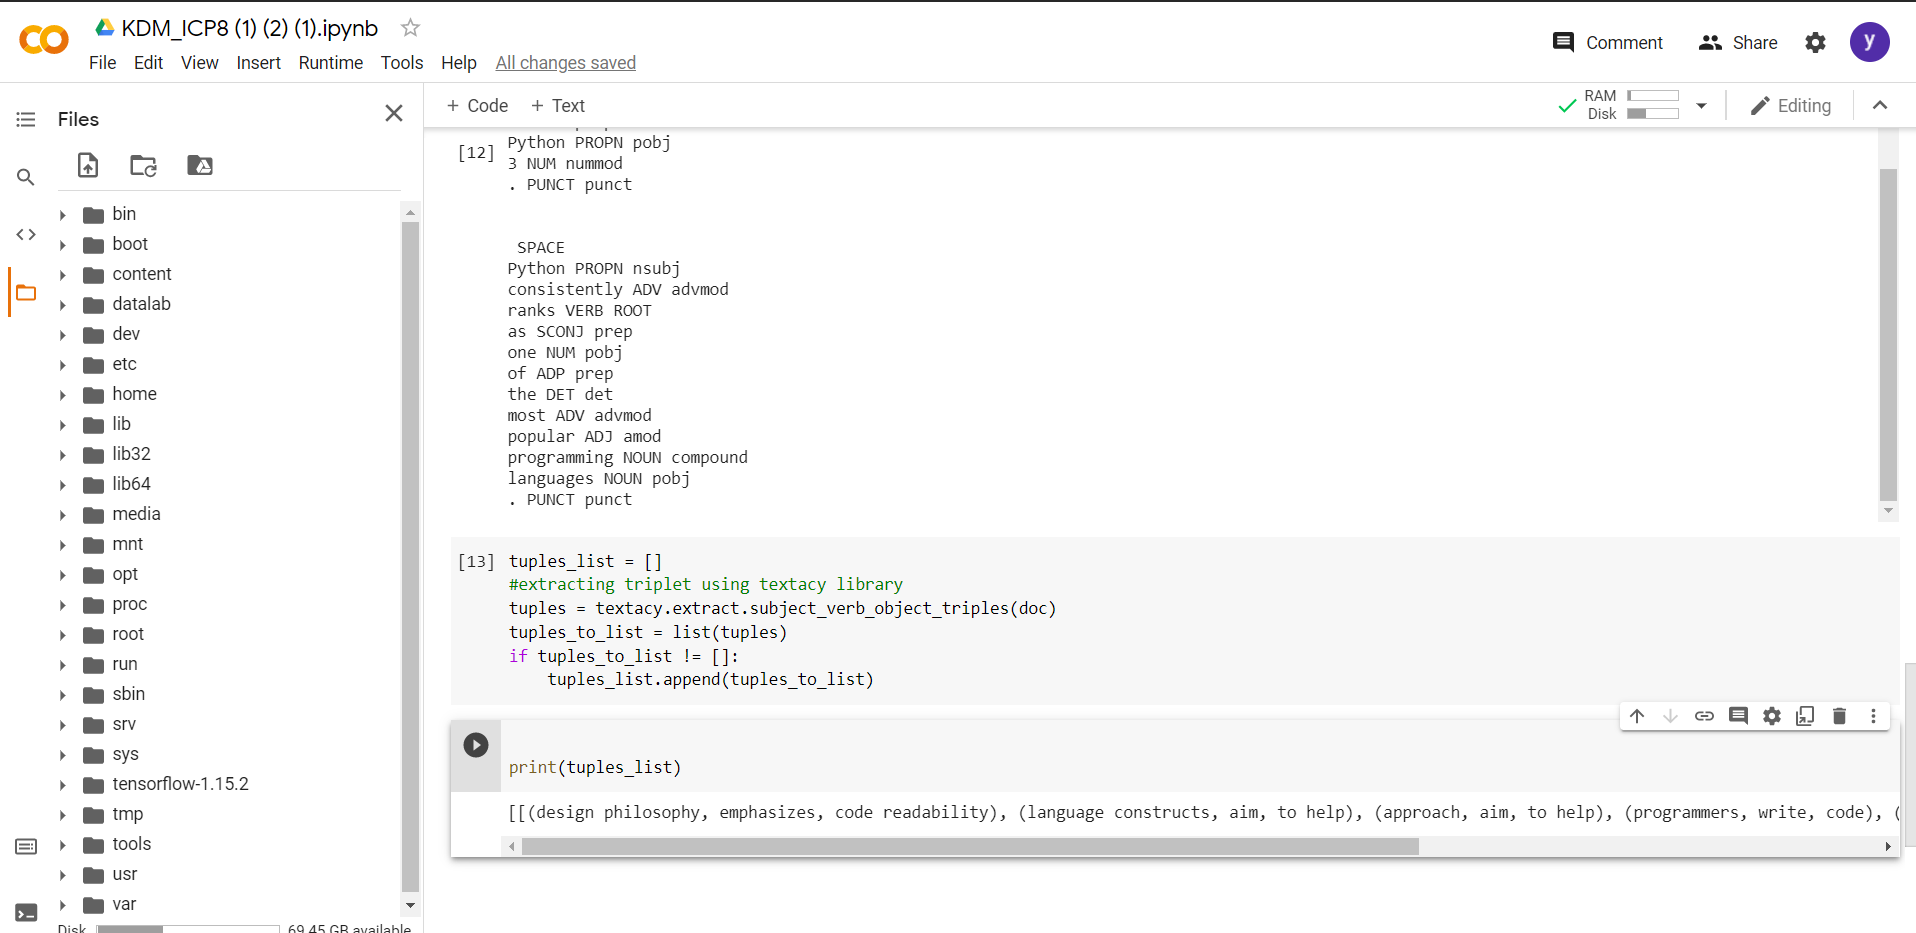 KDM_ICP8 (1) (2) (1).ipynb
File Edit View Insert Runtime Tools Help All changes saved
Comment Share y
Files
+ Code + Text
RAM
Disk
Editing
bin
boot
content
datalab
dev
etc
home
lib
lib32
lib64
media
mnt
opt
proc
root
run
sbin
srv
sys
tensorflow-1.15.2
tmp
tools
usr
var
Disk 69.45 GB available
[12]
Python PROPN pobj
3 NUM nummod
. PUNCT punct
SPACE
Python PROPN nsubj
consistently ADV advmod
ranks VERB ROOT
as SCONJ prep
one NUM pobj
of ADP prep
the DET det
most ADV advmod
popular ADJ amod
programming NOUN compound
languages NOUN pobj
. PUNCT punct
[13] tuples_list = []
#extracting triplet using textacy library
tuples = textacy.extract.subject_verb_object_triples(doc)
tuples_to_list = list(tuples)
if tuples_to_list != []:
tuples_list.append(tuples_to_list)
print(tuples_list)
[[(design philosophy, emphasizes, code readability), (language constructs, aim, to help), (approach, aim, to help), (programmers, write, code), (